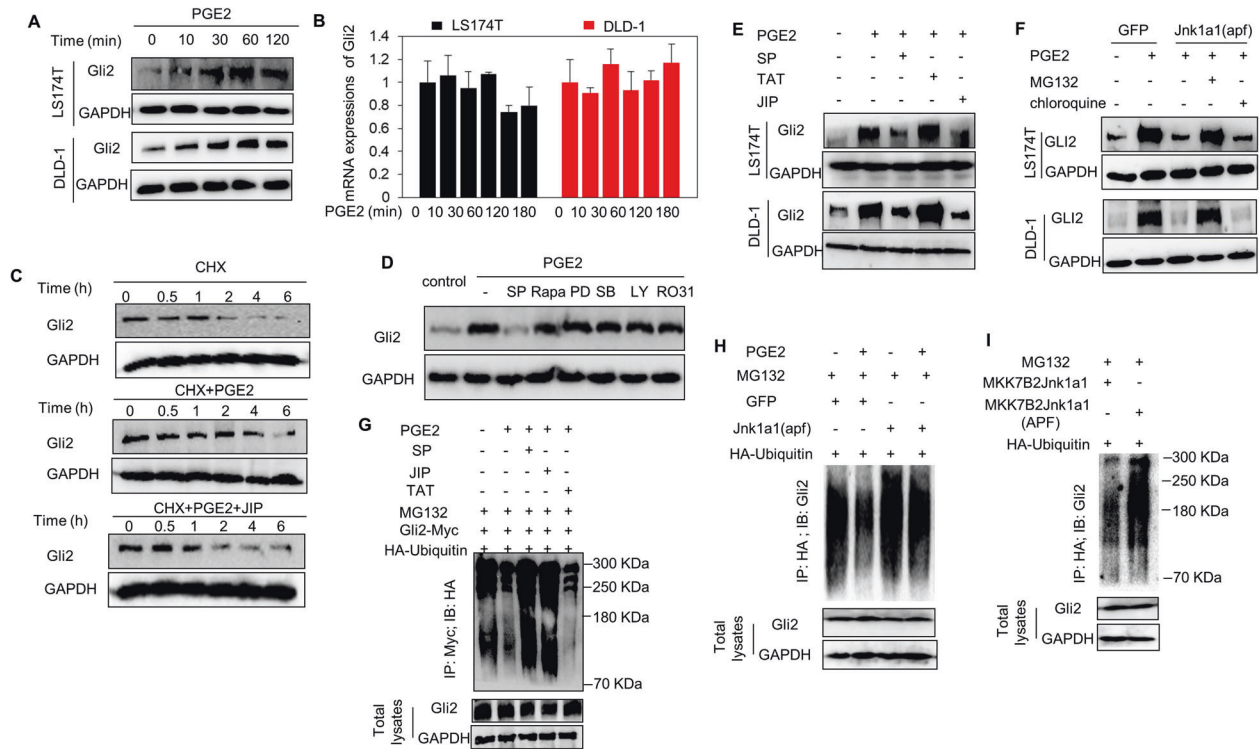 A
PGE2
Time (min) 0 10 30 60 120
LS174T
Gli2
GAPDH
DLD-1
Gli2
GAPDH
B
LS174T DLD-1
mRNA expressions of Gli2
1.4
1.2
1
0.8
0.6
0.4
0.2
0
PGE2 (min) 0 10 30 60 120 180 0 10 30 60 120 180
C
CHX
Time (h) 0 0.5 1 2 4 6
Gli2
GAPDH
CHX+PGE2
Time (h) 0 0.5 1 2 4 6
Gli2
GAPDH
CHX+PGE2+JIP
Time (h) 0 0.5 1 2 4 6
Gli2
GAPDH
D
PGE2
control - SP Rapa PD SB LY RO31
Gli2
GAPDH
E
PGE2 - + + + +
SP - - + - -
TAT - - - + -
JIP - - - - +
LS174T
Gli2
GAPDH
DLD-1
Gli2
GAPDH
F
GFP Jnk1a1(apf)
PGE2 - + + + +
MG132 - - - + -
chloroquine - - - - +
LS174T
GLI2
GAPDH
DLD-1
GLI2
GAPDH
G
PGE2 - + + + +
SP - - + - -
JIP - - - + -
TAT - - - - +
MG132 + + + + +
Gli2-Myc + + + + +
HA-Ubiquitin + + + + +
IP: Myc; IB: HA
–300 KDa
–250 KDa
–180 KDa
–70 KDa
Total lysates
Gli2
GAPDH
H
PGE2 - + - +
MG132 + + + +
GFP + + - -
Jnk1a1(apf) - - + +
HA-Ubiquitin + + + +
IP: HA ; IB: Gli2
Total lysates
Gli2
GAPDH
I
MG132 + +
MKK7B2Jnk1a1 + -
MKK7B2Jnk1a1 (APF) - +
HA-Ubiquitin + +
IP: HA; IB: Gli2
–300 KDa
–250 KDa
–180 KDa
–70 KDa
Total lysates
Gli2
GAPDH